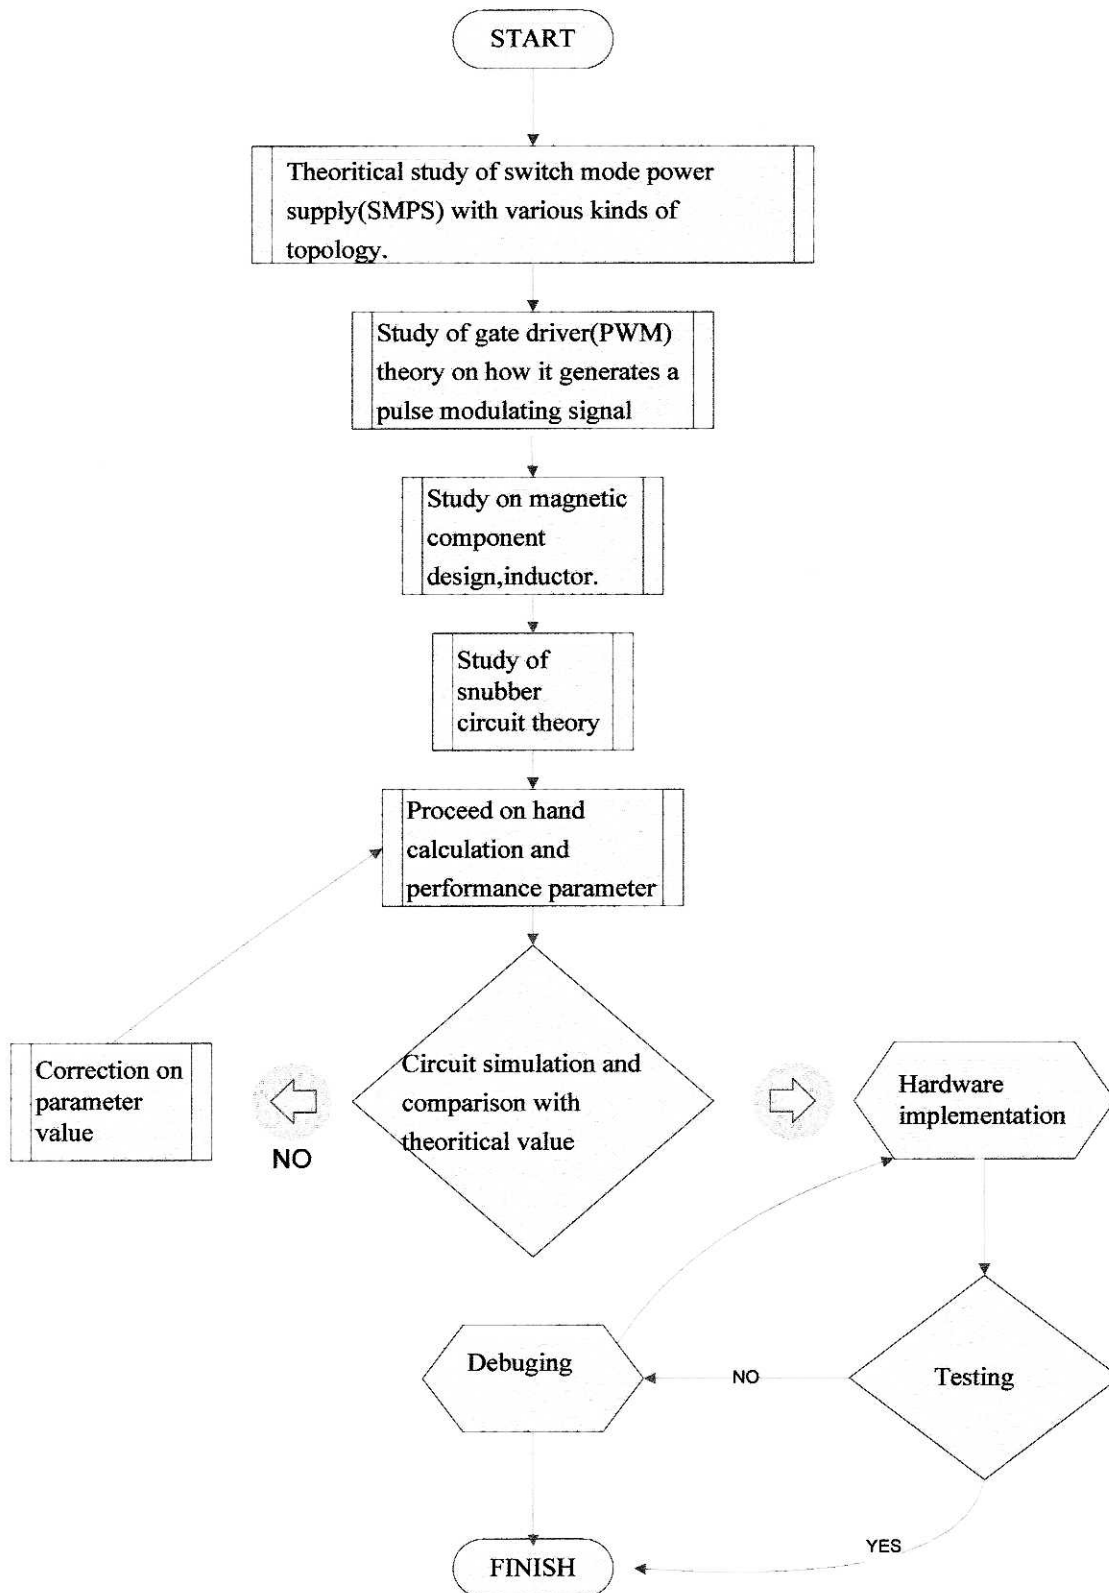 START
Theoritical study of switch mode power
supply(SMPS) with various kinds of
topology.
Study of gate driver(PWM)
theory on how it generates a
pulse modulating signal
Study on magnetic
component
design,inductor.
Study of
snubber
circuit theory
Proceed on hand
calculation and
performance parameter
Correction on
parameter
value
NO
Circuit simulation and
comparison with
theoritical value
Hardware
implementation
Debuging
NO
Testing
YES
FINISH